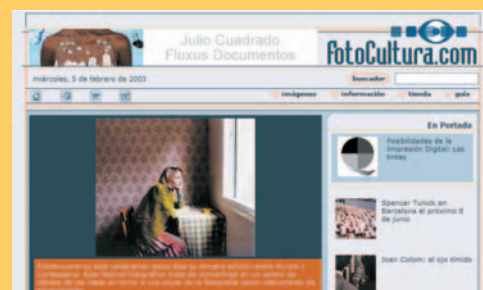 Julio Cuadrado
Fluxus Documentos
fotoCultura.com
miércoles, 5 de febrero de 2003
buscador
imágenes información tienda guía
En Portada
Posibilidades de la
Impresión Digital: Las
tintas
Spencer Tunick en
Barcelona el próximo 8
de junio
Joan Colom: el ojo tímido